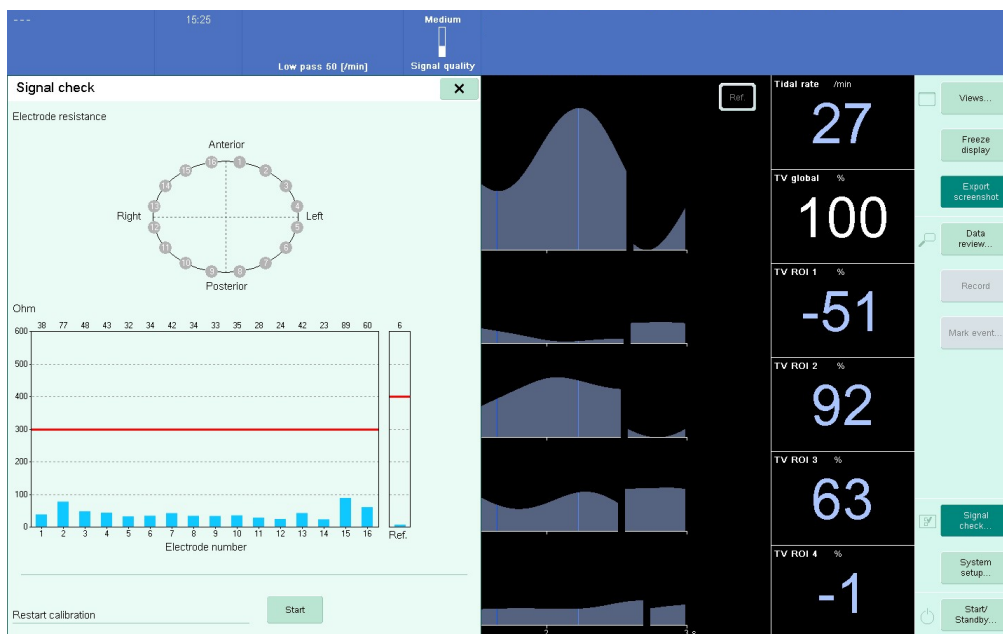 ---
15:25
Medium
Low pass 50 [/min]
Signal quality
Signal check
X
Electrode resistance
Anterior
16 1
15 2
14 3
13 4
Right Left
12 5
11 6
10 7
9 8
Posterior
Ohm
38 77 48 43 32 34 42 34 33 35 28 24 42 23 89 60 6
600
500
400
300
200
100
0
1 2 3 4 5 6 7 8 9 10 11 12 13 14 15 16 Ref.
Electrode number
Restart calibration
Start
Ref.
Tidal rate /min
27
TV global %
100
TV ROI 1 %
-51
TV ROI 2 %
92
TV ROI 3 %
63
TV ROI 4 %
-1
Views...
Freeze
display
Export
screenshot
Data
review...
Record
Mark event...
Signal
check...
System
setup...
Start/
Standby...